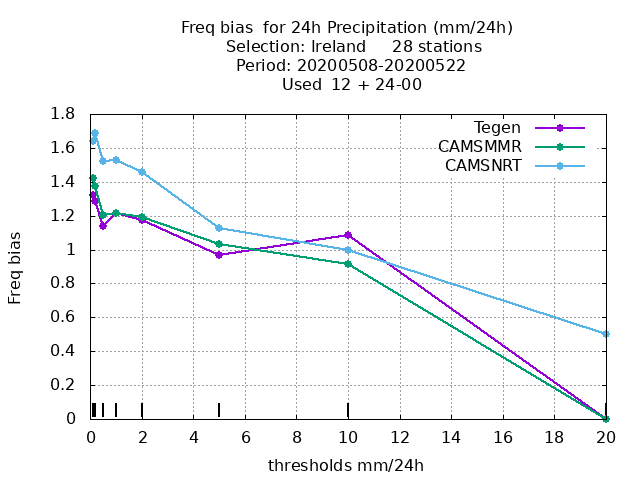 Freq bias  for 24h Precipitation (mm/24h)
Selection: Ireland     28 stations
Period: 20200508-20200522
Used  12 + 24-00
Tegen
CAMSMMR
CAMSNRT
1.8
1.6
1.4
1.2
1
0.8
0.6
0.4
0.2
0
Freq bias
0 2 4 6 8 10 12 14 16 18 20
thresholds mm/24h